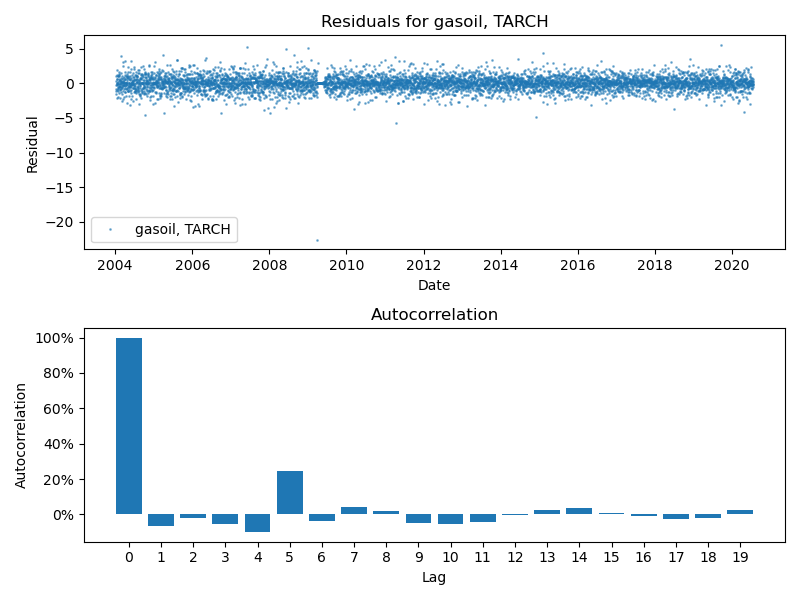 Residuals for gasoil, TARCH
5
0
−5
−10
−15
−20
Residual
gasoil, TARCH
2004 2006 2008 2010 2012 2014 2016 2018 2020
Date
Autocorrelation
100%
80%
60%
40%
20%
0%
Autocorrelation
0 1 2 3 4 5 6 7 8 9 10 11 12 13 14 15 16 17 18 19
Lag